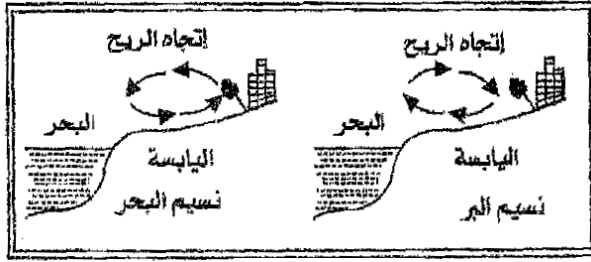 إتجاه الريح
البحر
اليابسة
نسيم البر
إتجاه الريح
البحر
اليابسة
نسيم البحر